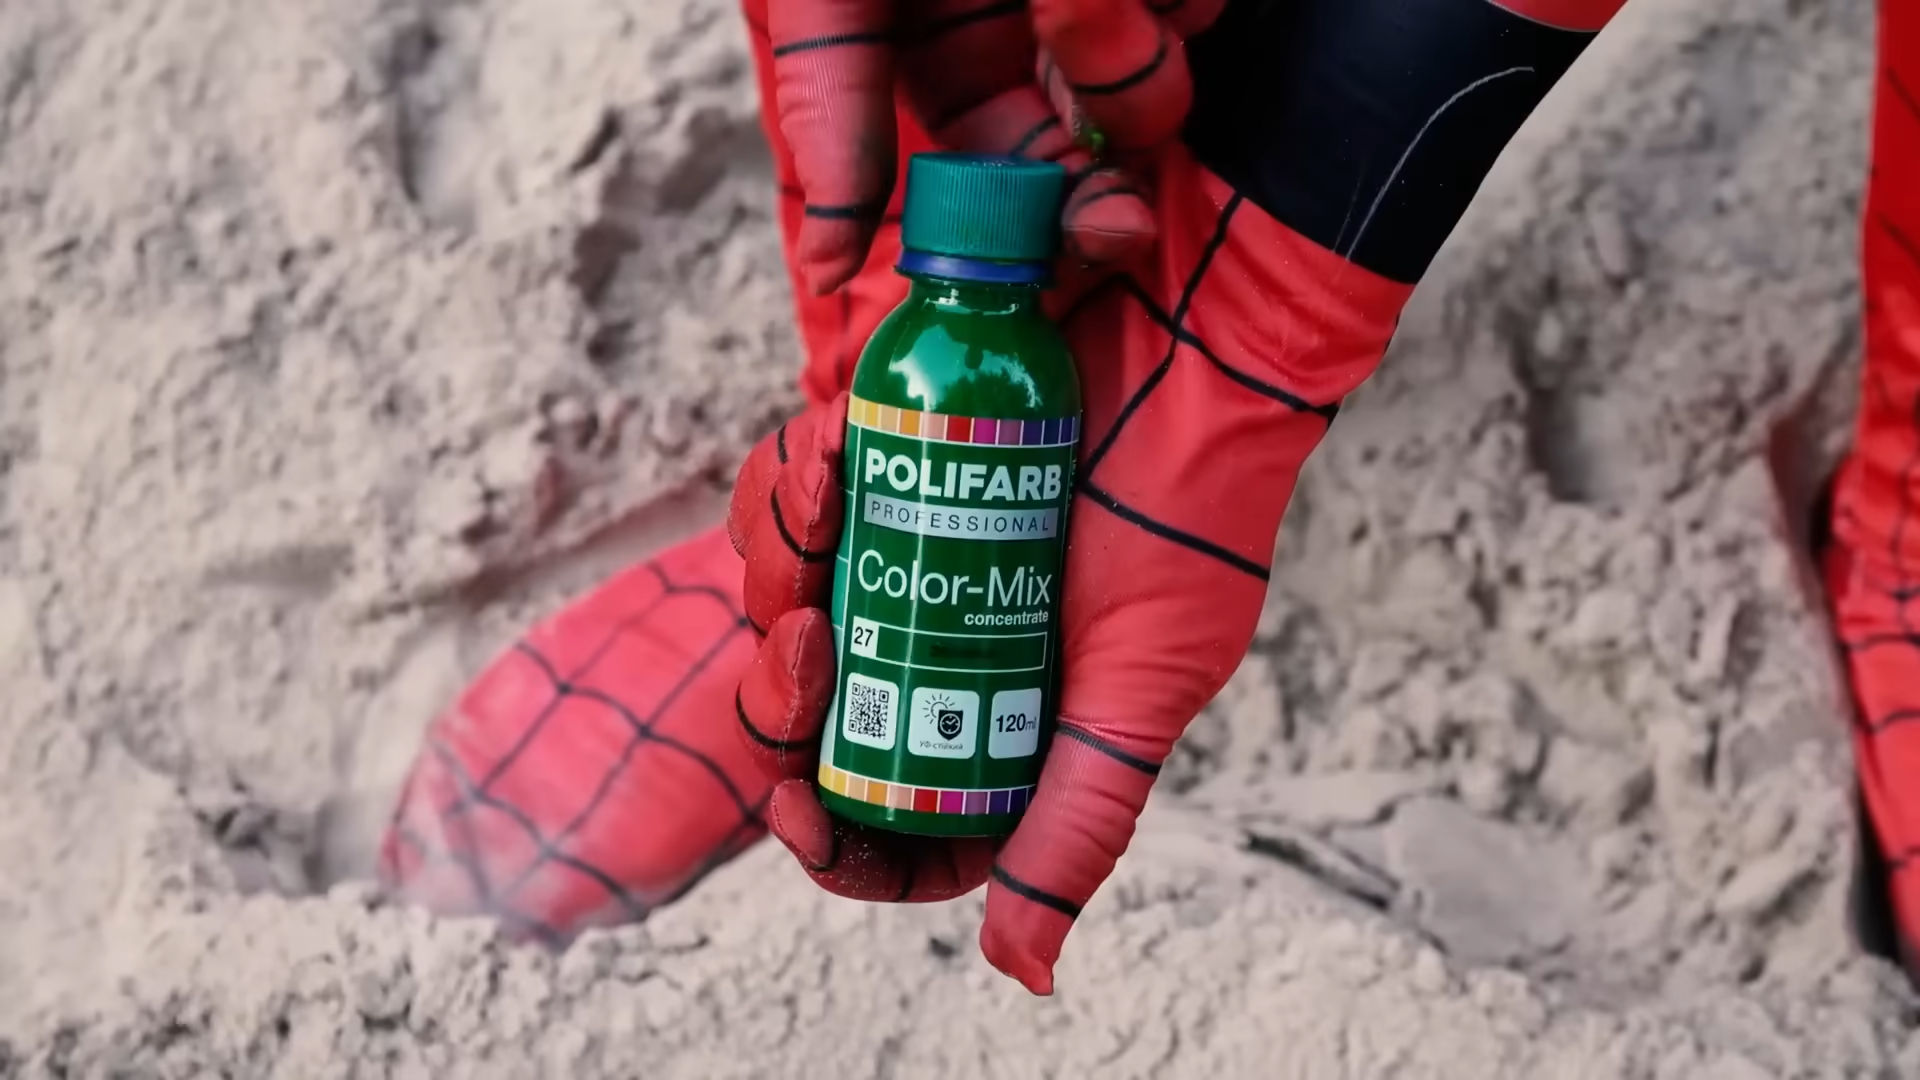 POLIFARB
PROFESSIONAL
Color-Mix
concentrate
27
УФ-стійкий
120ml